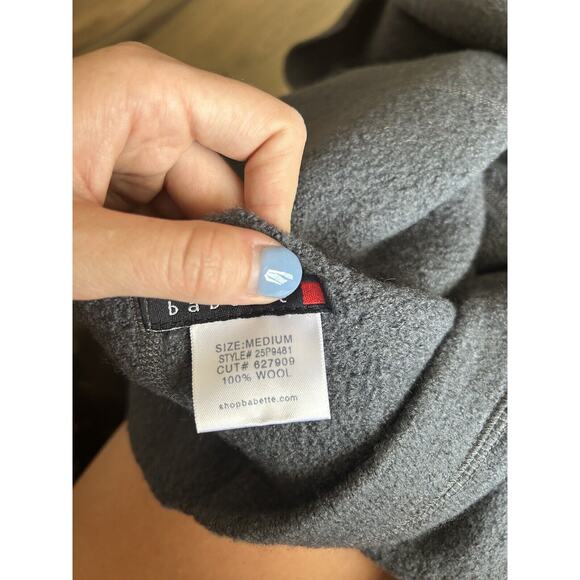 SIZE:MEDIUM
STYLE# 25P9481
CUT# 627909
100% WOOL
shopbabette.com